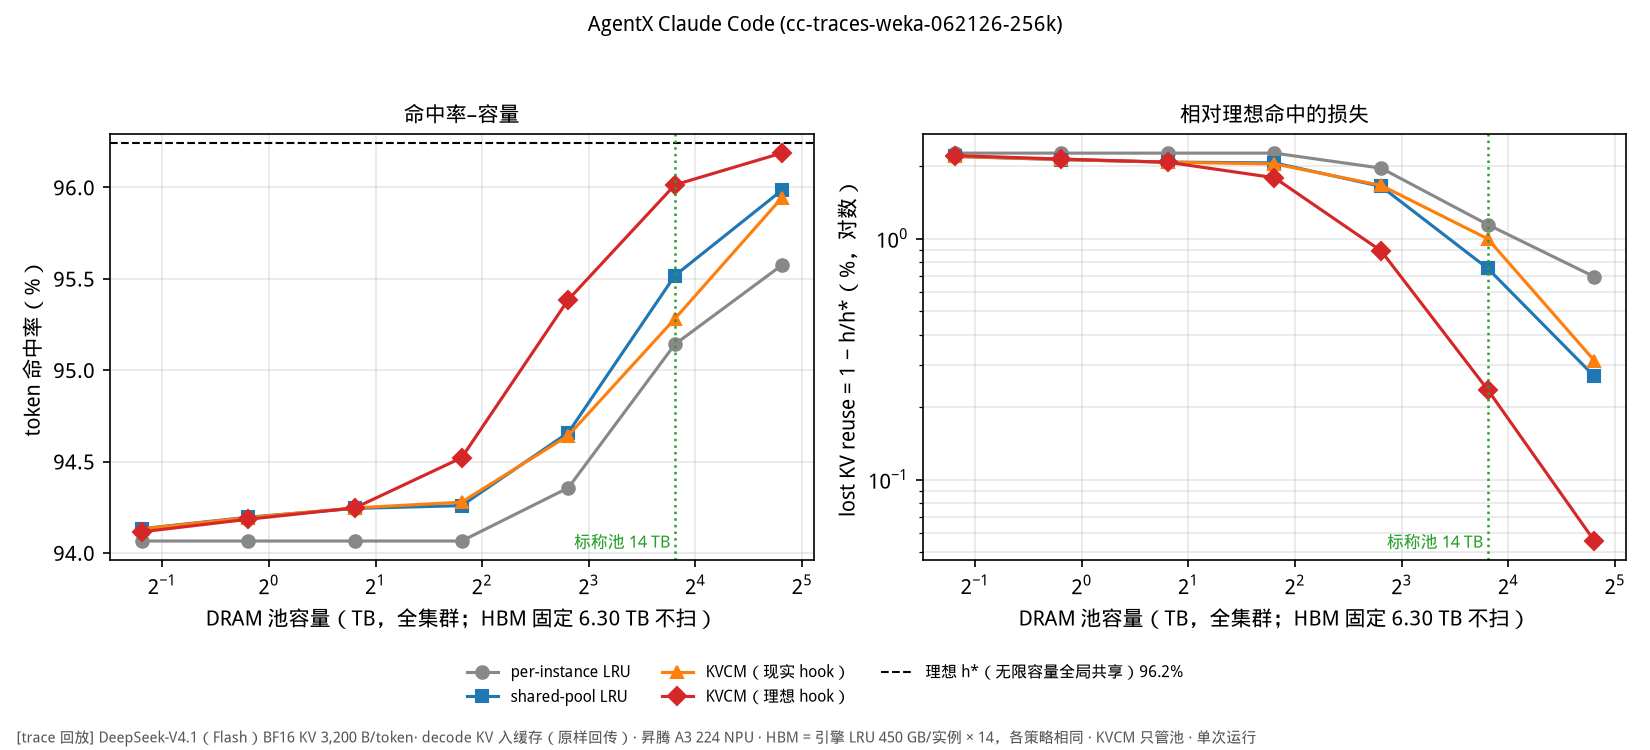 AgentX Claude Code (cc-traces-weka-062126-256k)
命中率–容量
token 命中率（%）
96.0
95.5
95.0
94.5
94.0
标称池 14 TB
2⁻¹
2⁰
2¹
2²
2³
2⁴
2⁵
DRAM 池容量（TB，全集群；HBM 固定 6.30 TB 不扫）
相对理想命中的损失
lost KV reuse = 1 − h/h*（%，对数）
10⁰
10⁻¹
标称池 14 TB
2⁻¹
2⁰
2¹
2²
2³
2⁴
2⁵
DRAM 池容量（TB，全集群；HBM 固定 6.30 TB 不扫）
per-instance LRU
shared-pool LRU
KVCM（现实 hook）
KVCM（理想 hook）
理想 h*（无限容量全局共享）96.2%
[trace 回放] DeepSeek-V4.1（Flash）BF16 KV 3,200 B/token· decode KV 入缓存（原样回传）· 昇腾 A3 224 NPU · HBM = 引擎 LRU 450 GB/实例 × 14，各策略相同 · KVCM 只管池 · 单次运行